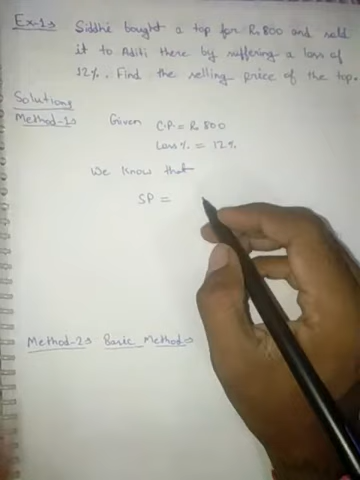 Ex-1:
Siddhi bought a top for Rs 800 and sold
it to Aditi there by suffering a loss of
12%. Find the selling price of the top.
Solution:
Method-1:
Given C.P. = Rs 800
Loss% = 12%
We know that
SP =
Method-2: Basic Method: